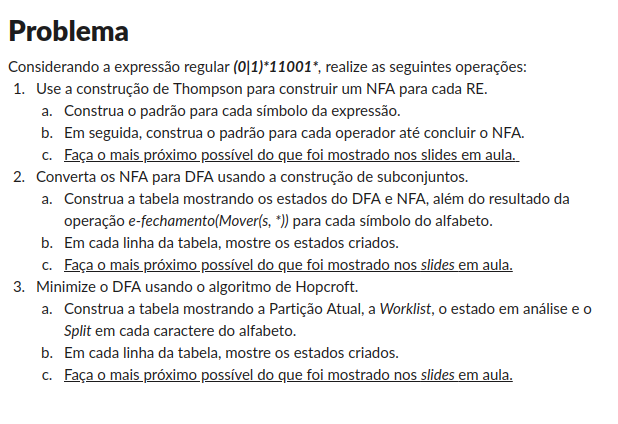 Problema
Considerando a expressão regular (0|1)*11001*, realize as seguintes operações:
1. Use a construção de Thompson para construir um NFA para cada RE.
a. Construa o padrão para cada símbolo da expressão.
b. Em seguida, construa o padrão para cada operador até concluir o NFA.
c. Faça o mais próximo possível do que foi mostrado nos slides em aula.
2. Converta os NFA para DFA usando a construção de subconjuntos.
a. Construa a tabela mostrando os estados do DFA e NFA, além do resultado da
operação e-fechamento(Mover(s, *)) para cada símbolo do alfabeto.
b. Em cada linha da tabela, mostre os estados criados.
c. Faça o mais próximo possível do que foi mostrado nos slides em aula.
3. Minimize o DFA usando o algoritmo de Hopcroft.
a. Construa a tabela mostrando a Partição Atual, a Worklist, o estado em análise e o
Split em cada caractere do alfabeto.
b. Em cada linha da tabela, mostre os estados criados.
c. Faça o mais próximo possível do que foi mostrado nos slides em aula.